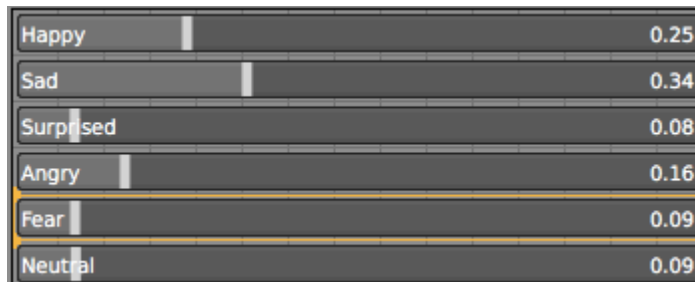 Happy 0.25
Sad 0.34
Surprised 0.08
Angry 0.16
Fear 0.09
Neutral 0.09